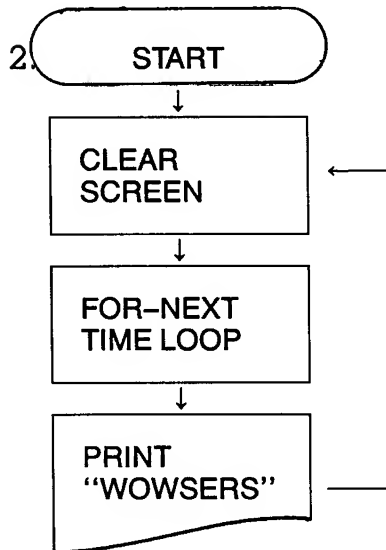 2.
START
CLEAR
SCREEN
FOR–NEXT
TIME LOOP
PRINT
“WOWSERS”